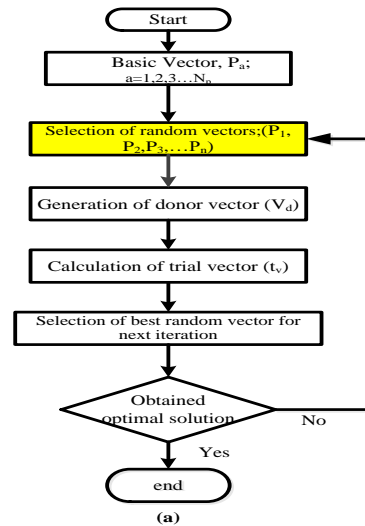 Start
Basic Vector, Pa;
a=1,2,3…Nn
Selection of random vectors;(P1,
P2,P3,…Pn)
Generation of donor vector (Vd)
Calculation of trial vector (tv)
Selection of best random vector for
next iteration
Obtained
optimal solution
No
Yes
end
(a)